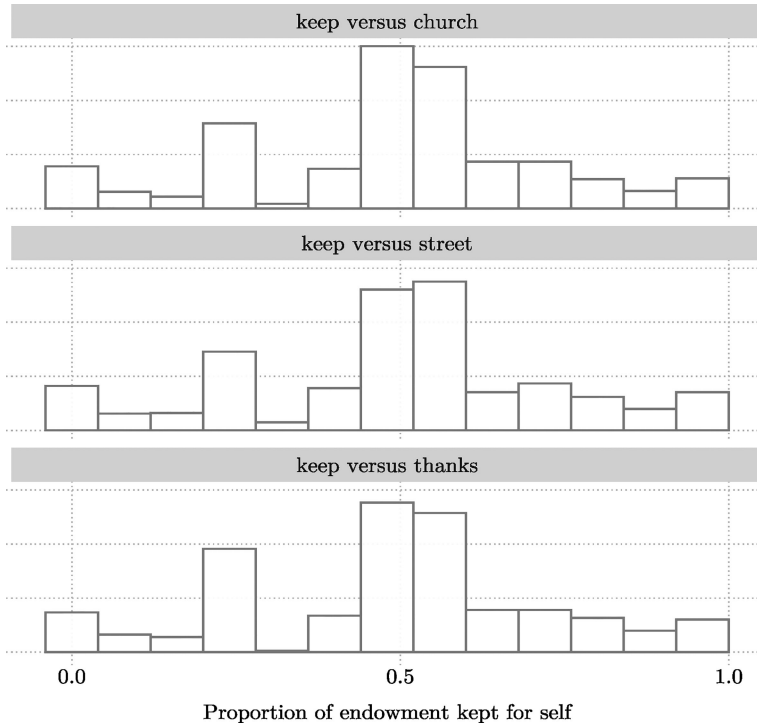 keep versus church
keep versus street
keep versus thanks
0.0 0.5 1.0
Proportion of endowment kept for self